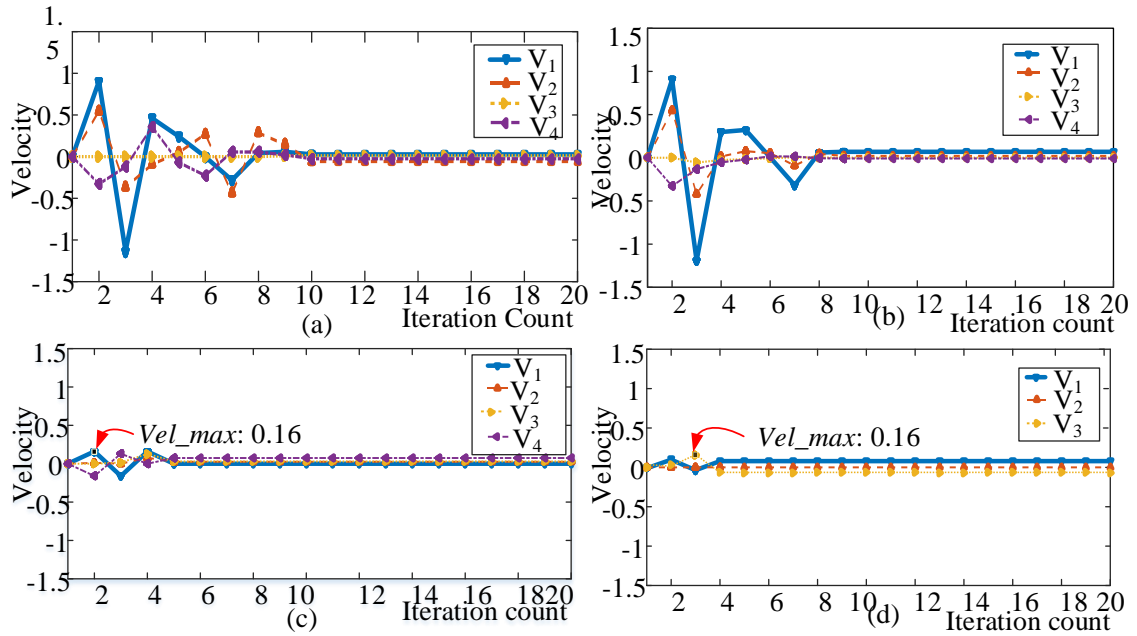 1.
5
1
0.5
0
-0.5
-1
-1.5
Velocity
V1
V2
V3
V4
2 4 6 8 10 12 14 16 18 20
(a)
Iteration Count
1.5
1
0.5
0
-0.5
-1
-1.5
Velocity
V1
V2
V3
V4
2 4 6 8 10 12 14 16 18 20
(b)
Iteration count
1.5
1
0.5
0
-0.5
-1
-1.5
Velocity
Vel_max: 0.16
V1
V2
V3
V4
2 4 6 8 10 12 14 16 1820
(c)
Iteration count
1.5
1
0.5
0
-0.5
-1
-1.5
Velocity
Vel_max: 0.16
V1
V2
V3
2 4 6 8 10 12 14 16 18 20
(d)
Iteration count